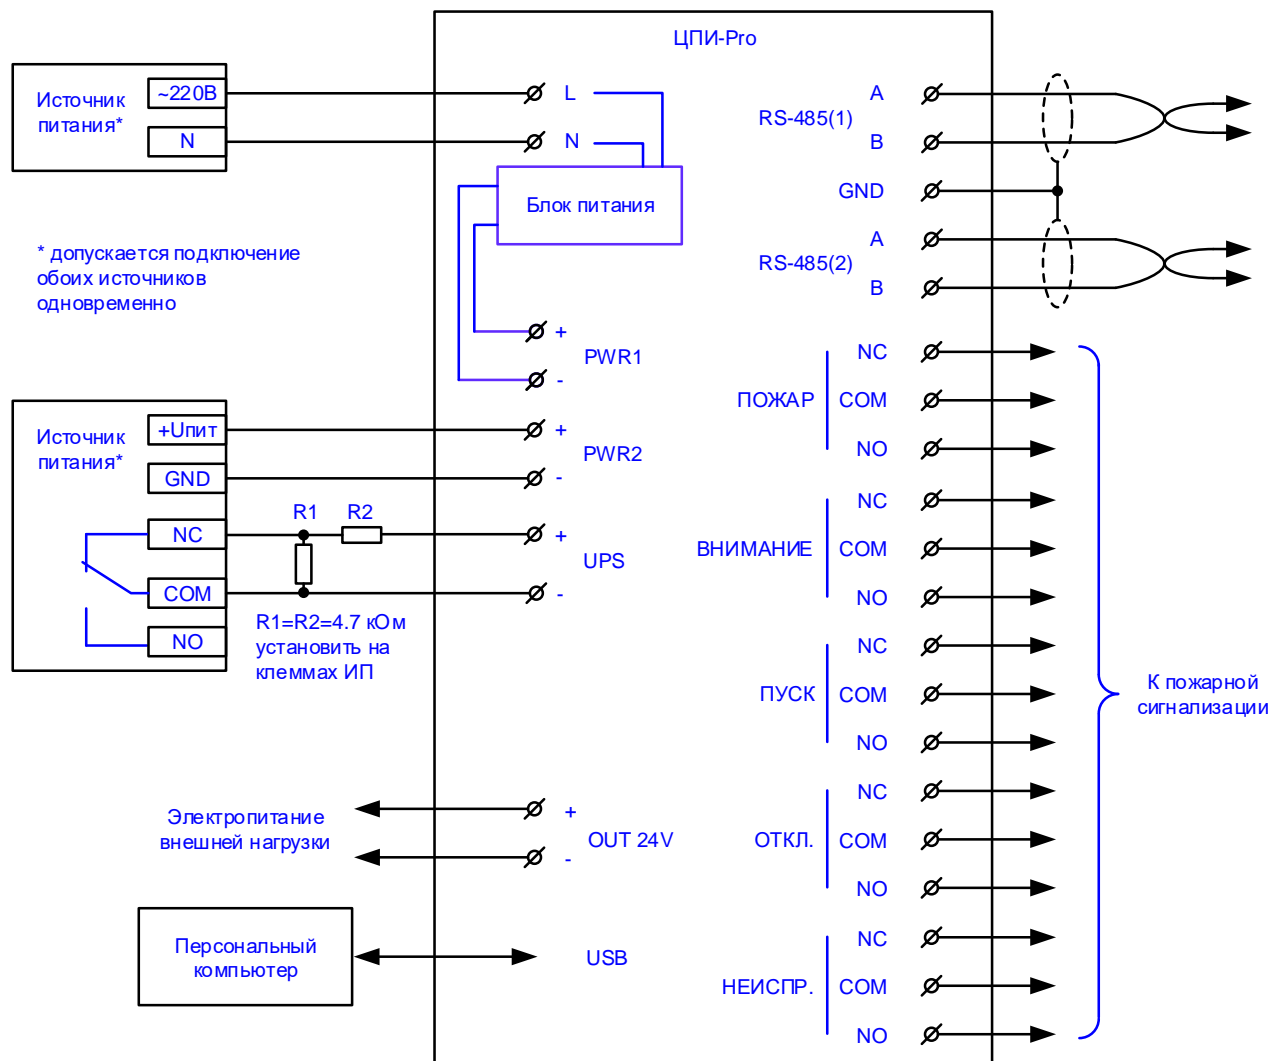 ЦПИ-Pro
Источник
питания*
~220В
N
L
N
Блок питания
* допускается подключение
обоих источников
одновременно
+
PWR1
-
Источник
питания*
+Uпит
GND
NC
COM
NO
R1
R2
R1=R2=4.7 кОм
установить на
клеммах ИП
+
PWR2
-
+
UPS
-
Электропитание
внешней нагрузки
+
OUT 24V
-
Персональный
компьютер
USB
A
RS-485(1)
B
GND
A
RS-485(2)
B
NC
ПОЖАР
COM
NO
NC
ВНИМАНИЕ
COM
NO
NC
ПУСК
COM
NO
NC
ОТКЛ.
COM
NO
NC
НЕИСПР.
COM
NO
К пожарной
сигнализации